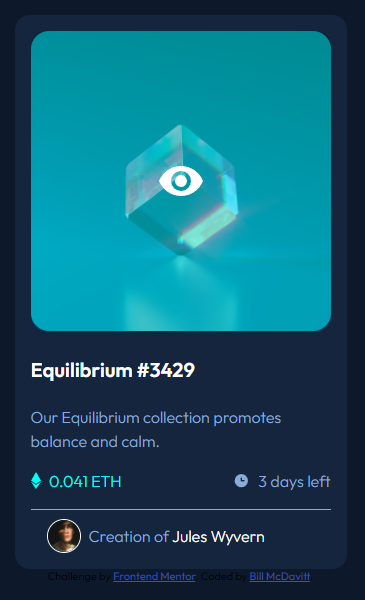 Equilibrium #3429
Our Equilibrium collection promotes
balance and calm.
0.041 ETH
3 days left
Creation of Jules Wyvern
Challenge by Frontend Mentor. Coded by Bill McDavitt